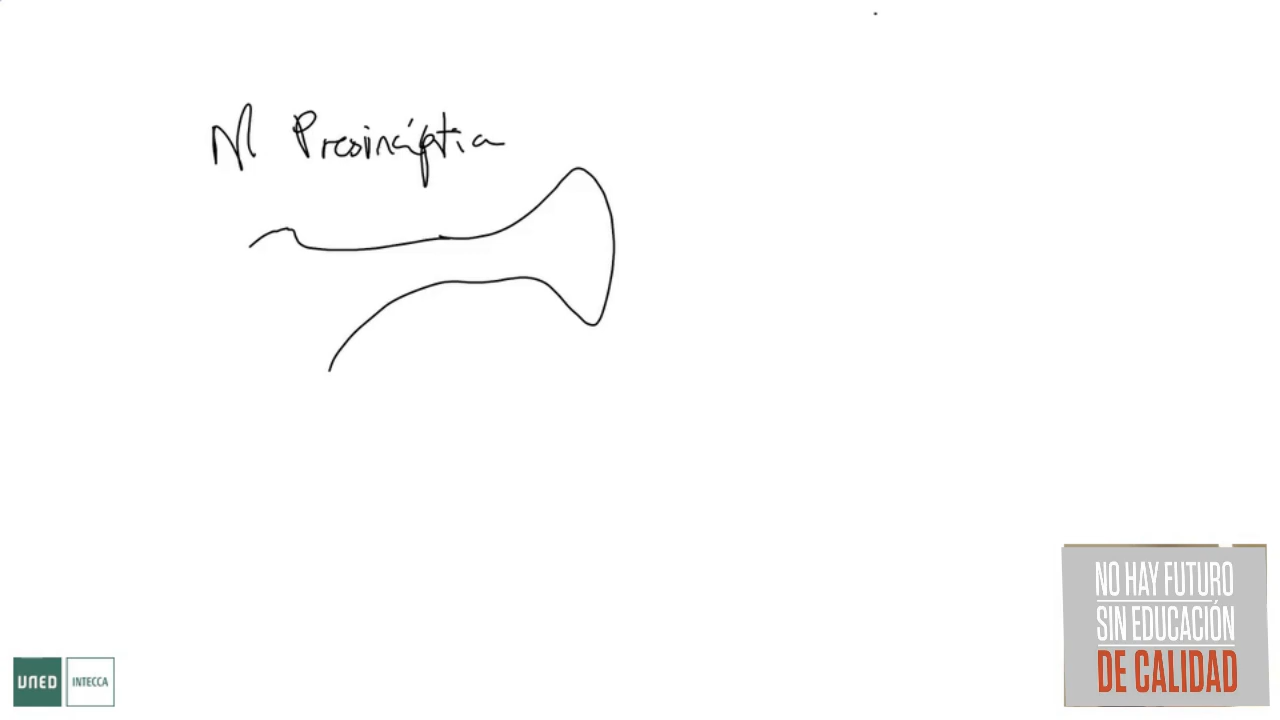 N Presináptica
NO HAY FUTURO
SIN EDUCACIÓN
DE CALIDAD
UNED
INTECCA